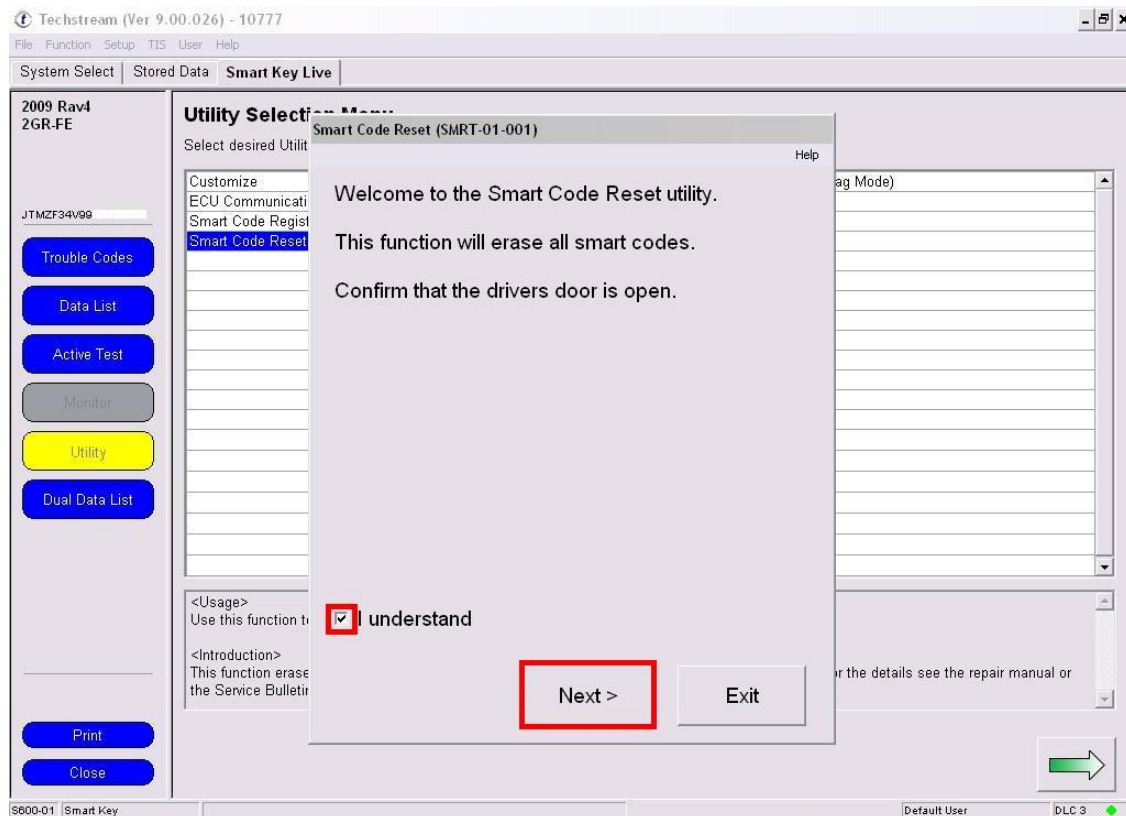 Techstream (Ver 9.00.026) - 10777
File Function Setup TIS User Help
System Select Stored Data Smart Key Live
2009 Rav4
2GR-FE
JTMZF34V99
Trouble Codes
Data List
Active Test
Monitor
Utility
Dual Data List
Print
Close
Utility Selection Menu
Select desired Utilit
Customize
ag Mode)
ECU Communicati
Smart Code Regist
Smart Code Reset
Smart Code Reset (SMRT-01-001)
Help
Welcome to the Smart Code Reset utility.
This function will erase all smart codes.
Confirm that the drivers door is open.
I understand
Next >
Exit
<Usage>
Use this function t
<Introduction>
This function erase
r the details see the repair manual or
the Service Bulletin
S600-01 Smart Key
Default User
DLC 3